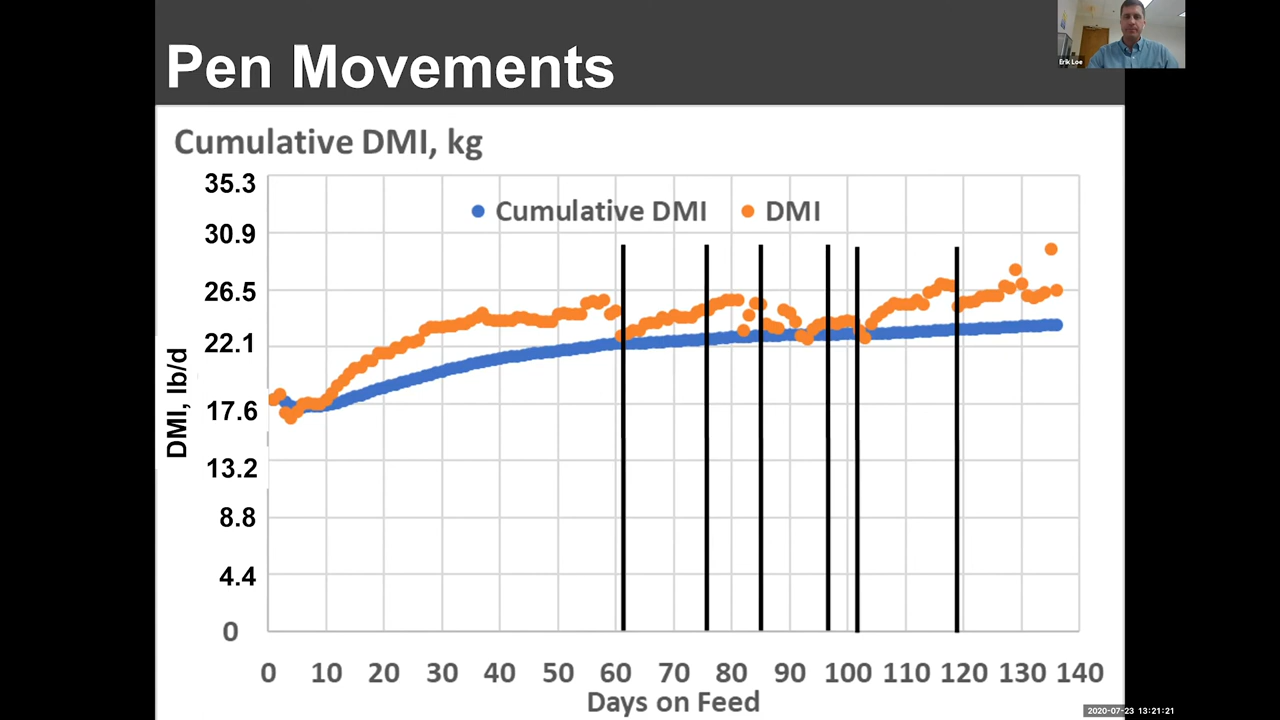 Pen Movements
Erik Loe
Cumulative DMI, kg
35.3
30.9
26.5
22.1
17.6
13.2
8.8
4.4
0
DMI, lb/d
Cumulative DMI
DMI
0 10 20 30 40 50 60 70 80 90 100 110 120 130 140
Days on Feed
2020-07-23 13:21:21